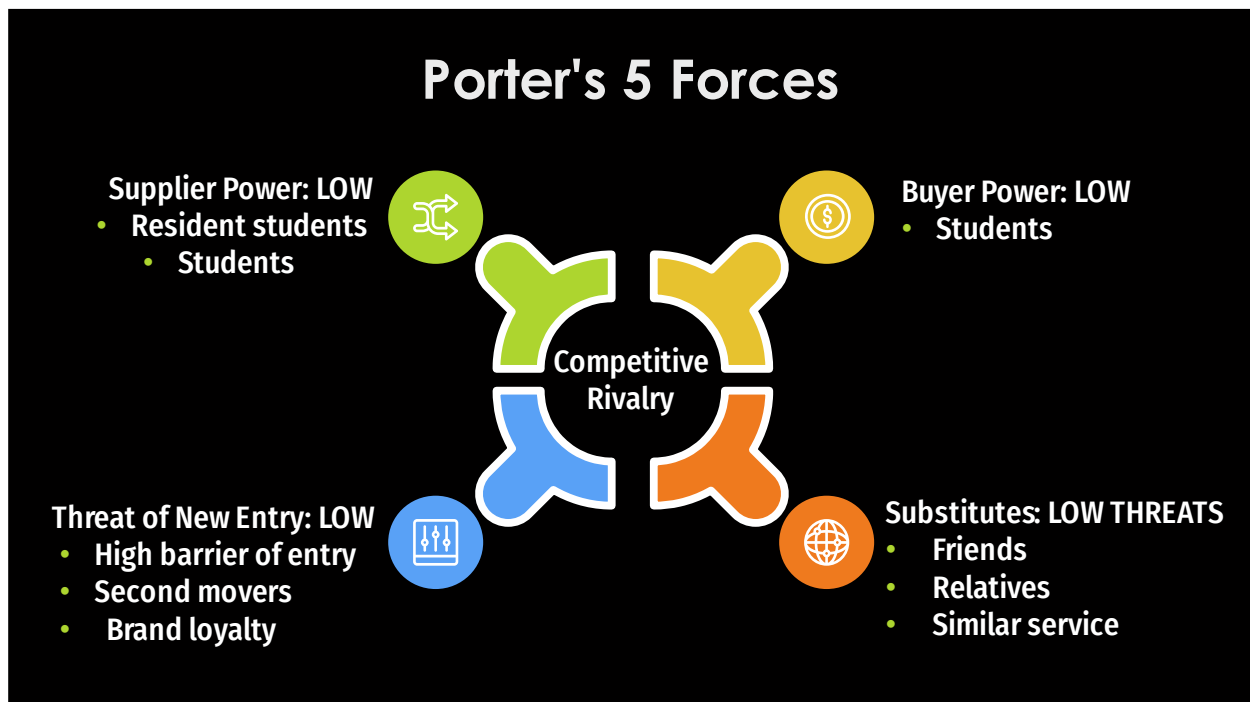 Porter's 5 Forces
Supplier Power: LOW
• Resident students
• Students
Buyer Power: LOW
• Students
Competitive
Rivalry
Threat of New Entry: LOW
• High barrier of entry
• Second movers
• Brand loyalty
Substitutes: LOW THREATS
• Friends
• Relatives
• Similar service